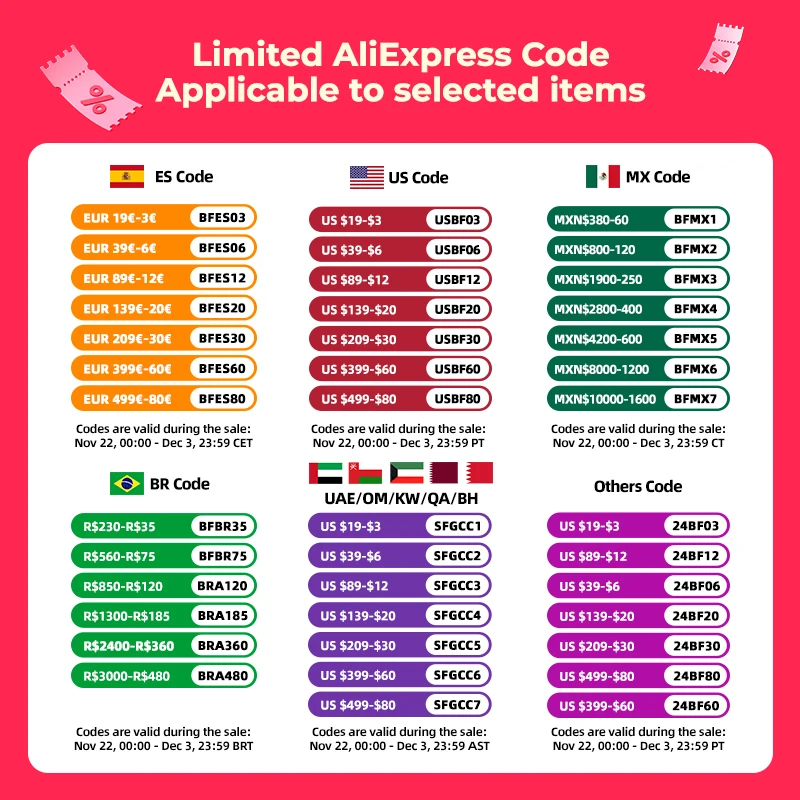 Limited AliExpress Code
Applicable to selected items
%
%
ES Code
EUR 19€-3€ BFES03
EUR 39€-6€ BFES06
EUR 89€-12€ BFES12
EUR 139€-20€ BFES20
EUR 209€-30€ BFES30
EUR 399€-60€ BFES60
EUR 499€-80€ BFES80
Codes are valid during the sale:
Nov 22, 00:00 - Dec 3, 23:59 CET
US Code
US $19-$3 USBF03
US $39-$6 USBF06
US $89-$12 USBF12
US $139-$20 USBF20
US $209-$30 USBF30
US $399-$60 USBF60
US $499-$80 USBF80
Codes are valid during the sale:
Nov 22, 00:00 - Dec 3, 23:59 PT
MX Code
MXN$380-60 BFMX1
MXN$800-120 BFMX2
MXN$1900-250 BFMX3
MXN$2800-400 BFMX4
MXN$4200-600 BFMX5
MXN$8000-1200 BFMX6
MXN$10000-1600 BFMX7
Codes are valid during the sale:
Nov 22, 00:00 - Dec 3, 23:59 CT
BR Code
R$230-R$35 BFBR35
R$560-R$75 BFBR75
R$850-R$120 BRA120
R$1300-R$185 BRA185
R$2400-R$360 BRA360
R$3000-R$480 BRA480
Codes are valid during the sale:
Nov 22, 00:00 - Dec 3, 23:59 BRT
UAE/OM/KW/QA/BH
US $19-$3 SFGCC1
US $39-$6 SFGCC2
US $89-$12 SFGCC3
US $139-$20 SFGCC4
US $209-$30 SFGCC5
US $399-$60 SFGCC6
US $499-$80 SFGCC7
Codes are valid during the sale:
Nov 22, 00:00 - Dec 3, 23:59 AST
Others Code
US $19-$3 24BF03
US $89-$12 24BF12
US $39-$6 24BF06
US $139-$20 24BF20
US $209-$30 24BF30
US $499-$80 24BF80
US $399-$60 24BF60
Codes are valid during the sale:
Nov 22, 00:00 - Dec 3, 23:59 PT